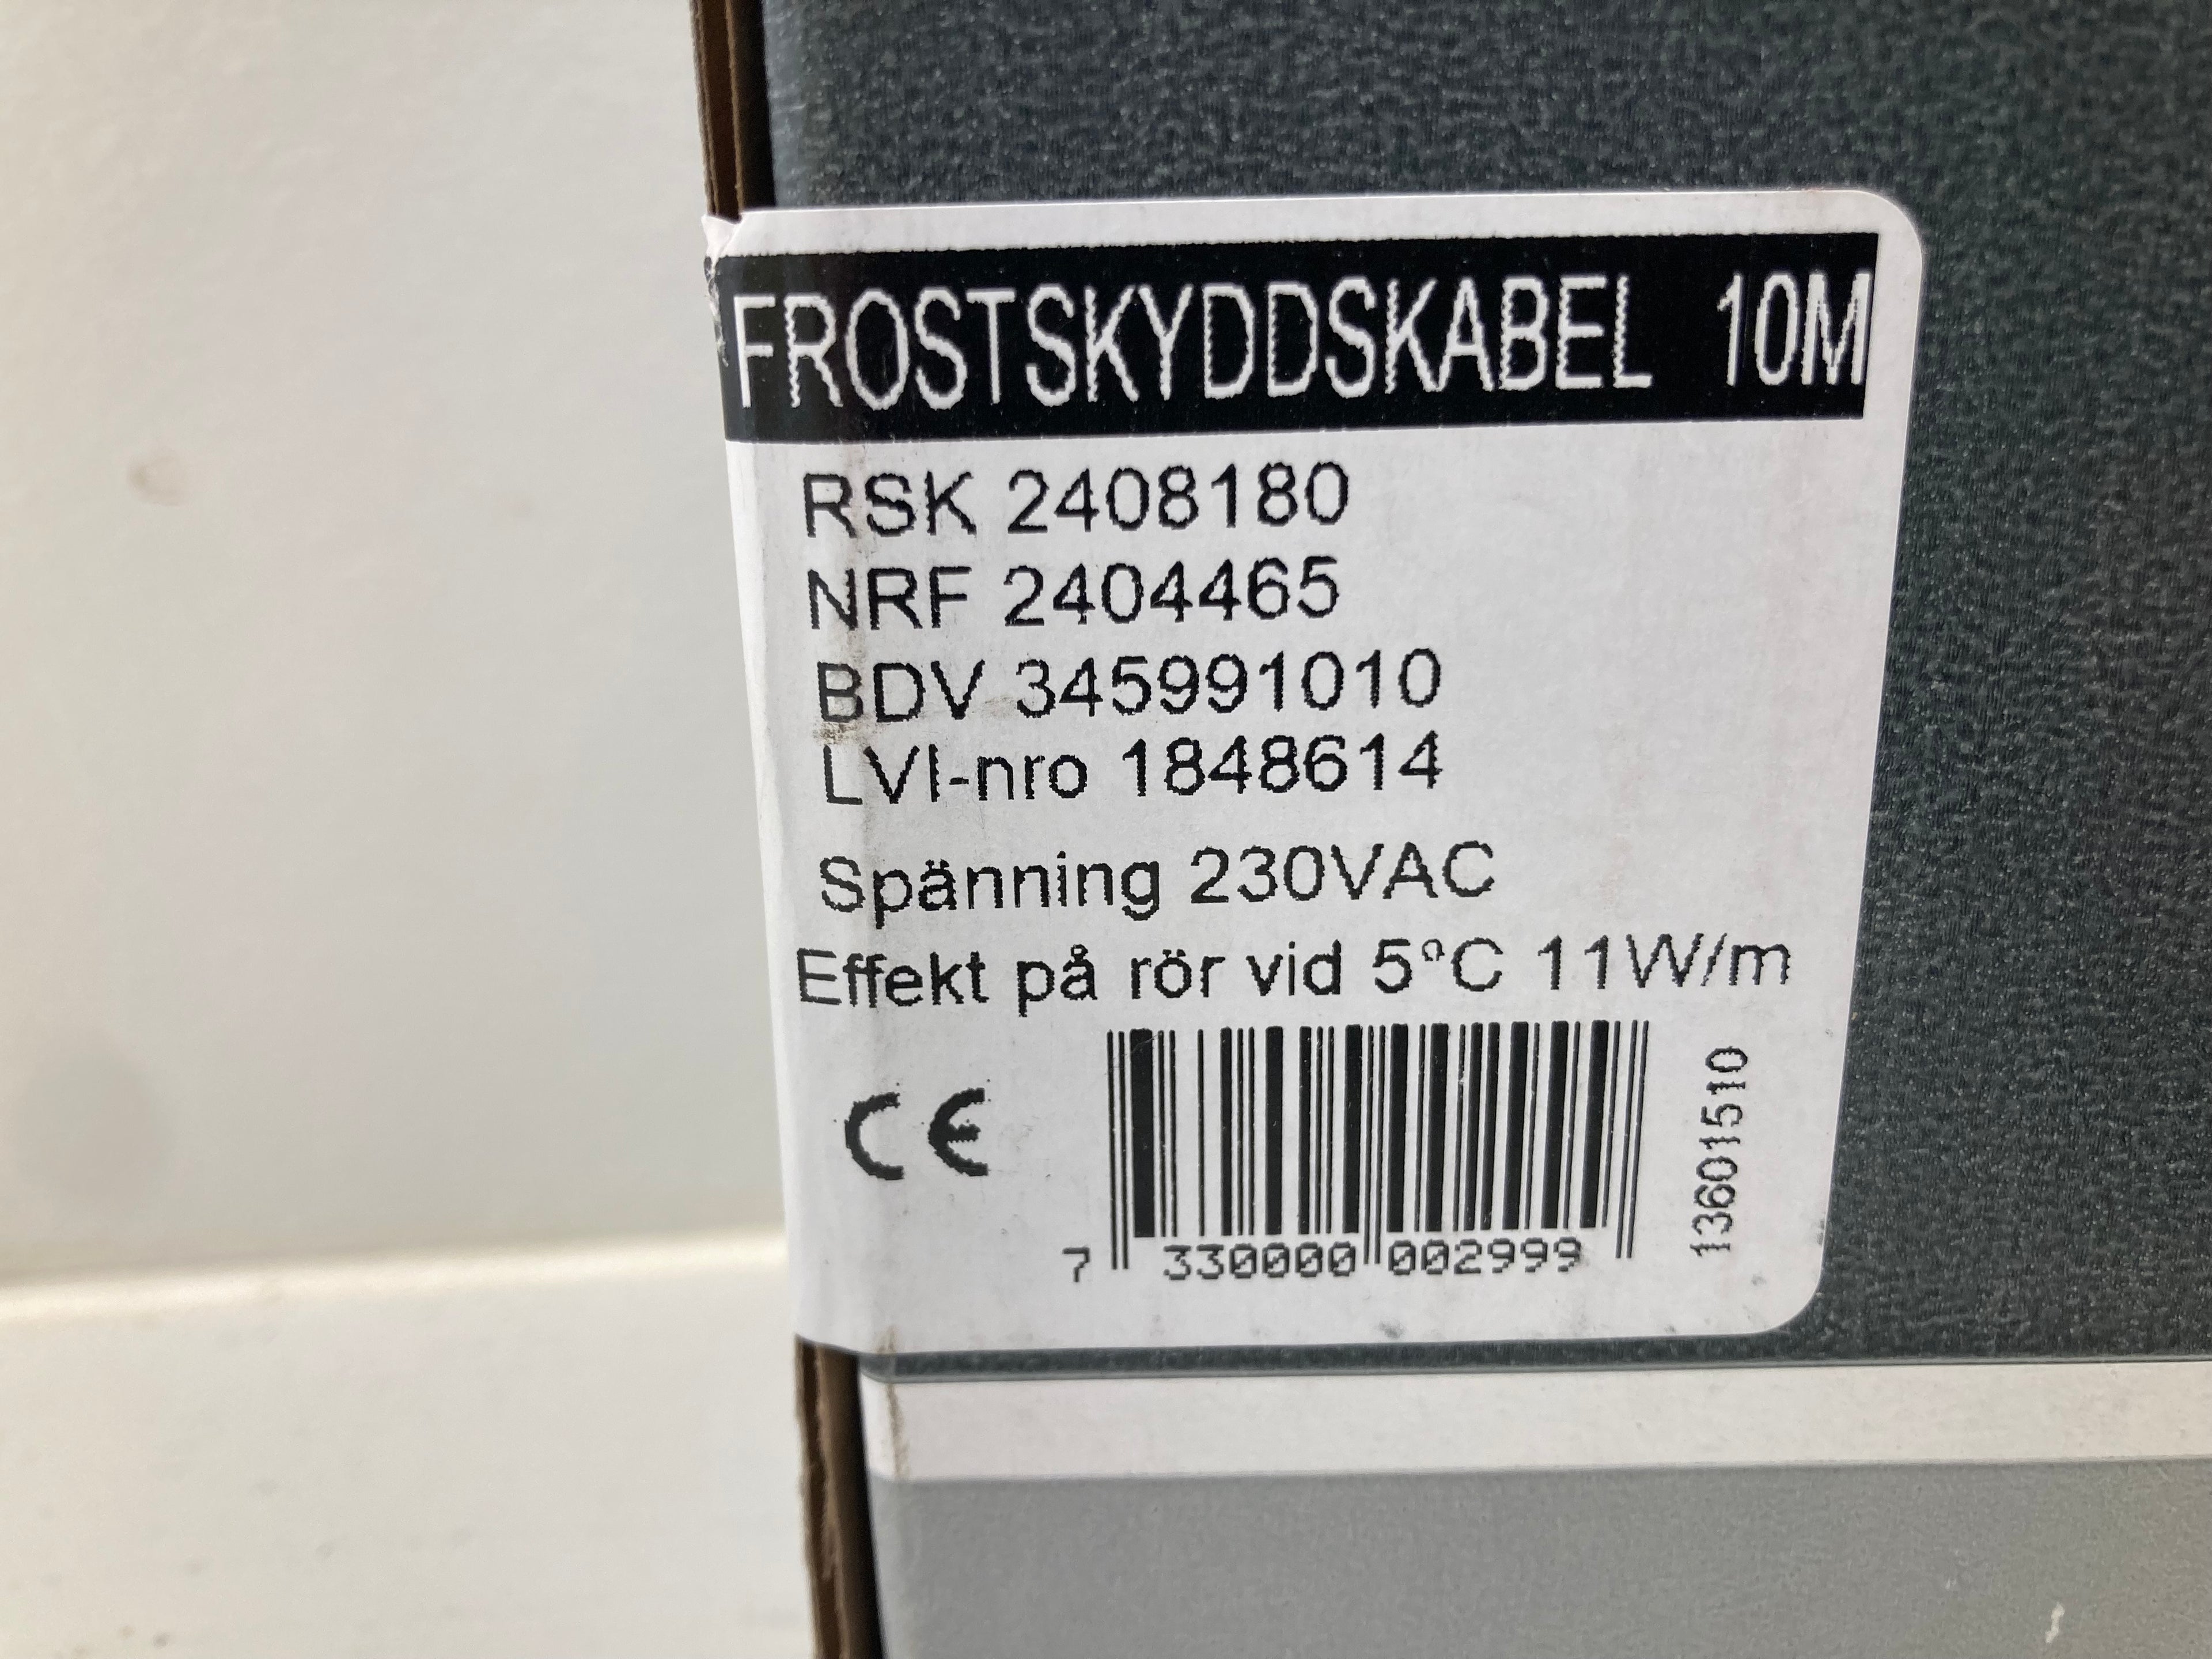 FROSTSKYDDSKABEL 10M
RSK 2408180
NRF 2404465
BDV 345991010
LVI-nro 1848614
Spänning 230VAC
Effekt på rör vid 5°C 11W/m
CE
7 330000 002999
13601510